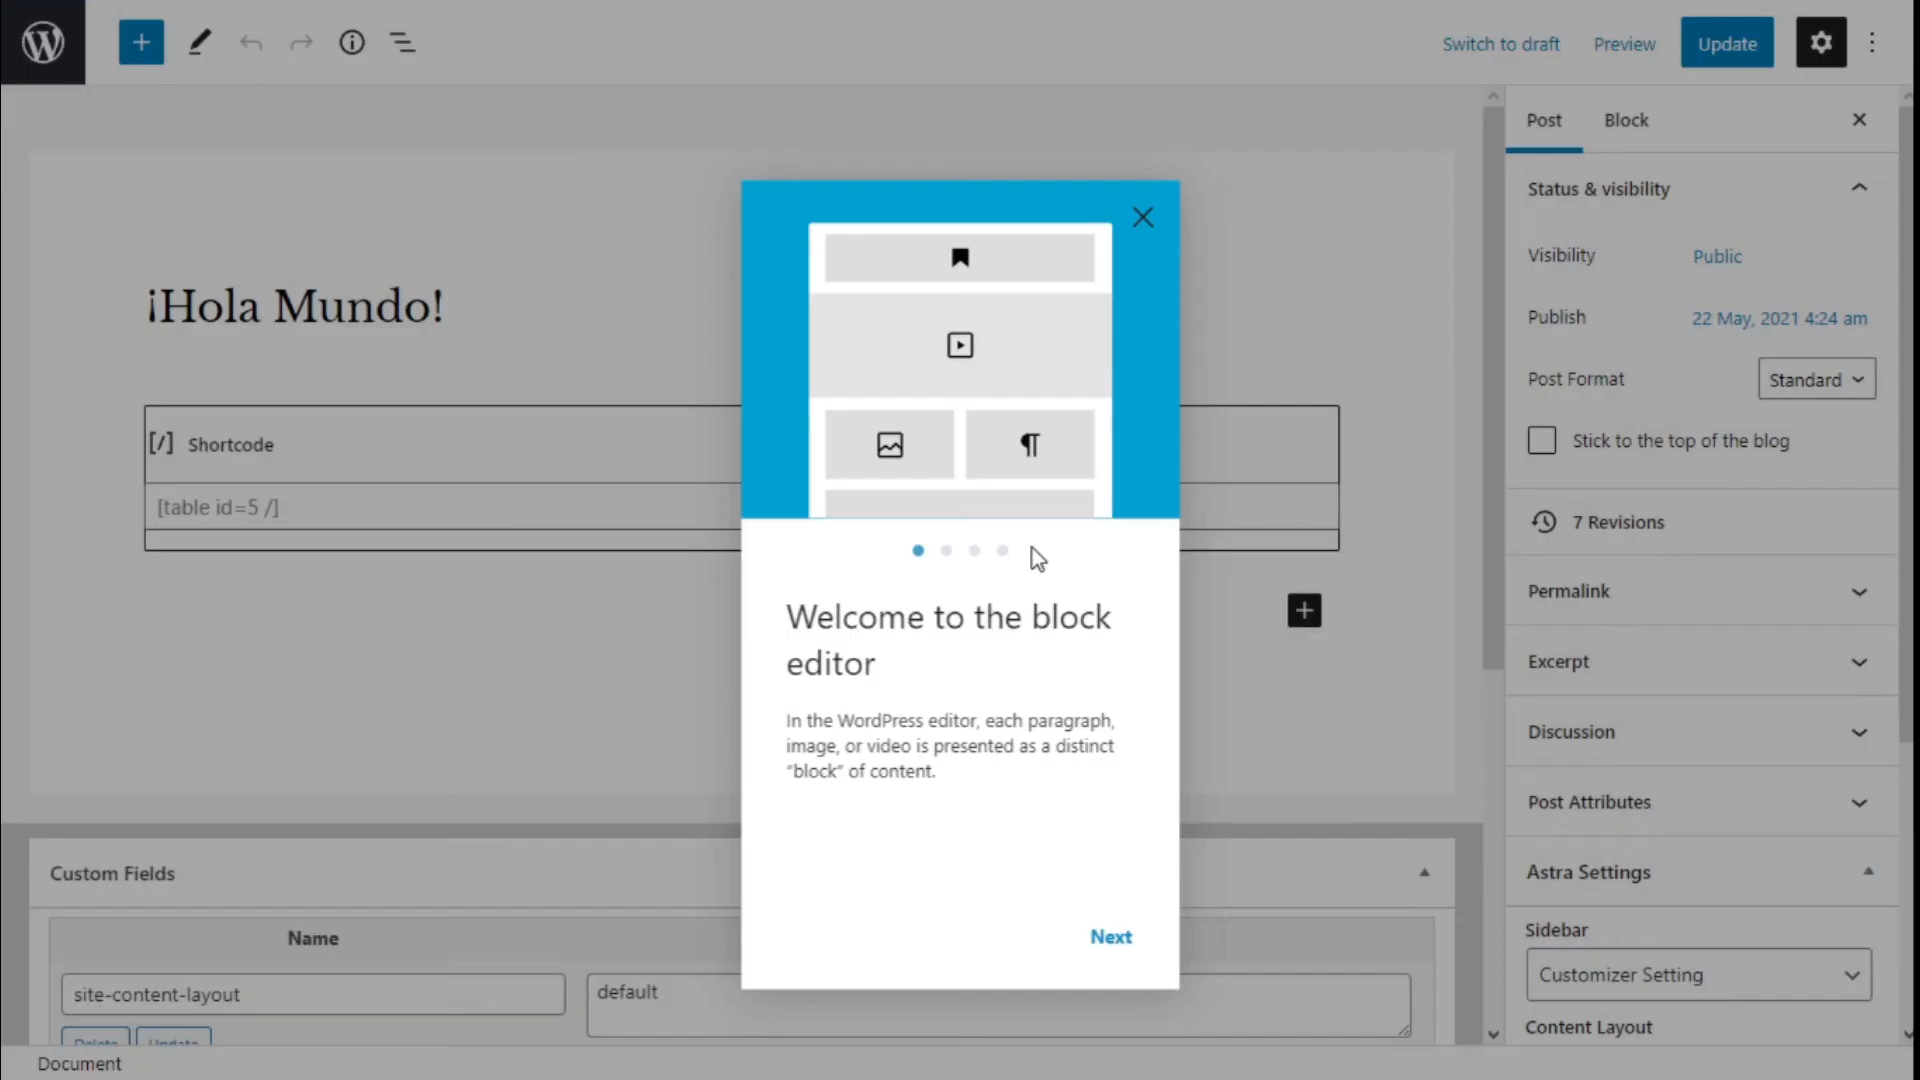 Switch to draft
Preview
Update
¡Hola Mundo!
[/] Shortcode
[table id=5 /]
Welcome to the block
editor
In the WordPress editor, each paragraph,
image, or video is presented as a distinct
“block” of content.
Next
Post
Block
Status & visibility
Visibility
Public
Publish
22 May, 2021 4:24 am
Post Format
Standard
Stick to the top of the blog
7 Revisions
Permalink
Excerpt
Discussion
Post Attributes
Astra Settings
Sidebar
Customizer Setting
Content Layout
Custom Fields
Name
site-content-layout
default
Delete
Update
Document